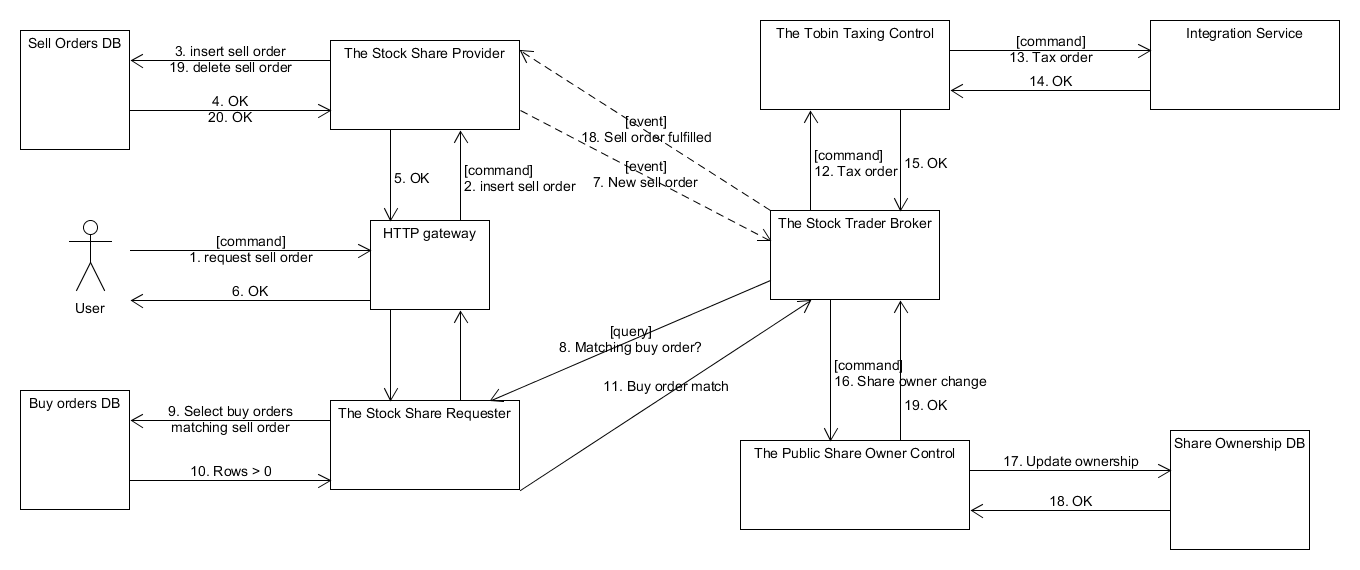 Sell Orders DB
3. insert sell order
19. delete sell order
4. OK
20. OK
The Stock Share Provider
5. OK
[command]
2. insert sell order
[event]
18. Sell order fulfilled
[event]
7. New sell order
The Tobin Taxing Control
[command]
13. Tax order
14. OK
Integration Service
[command]
12. Tax order
15. OK
User
[command]
1. request sell order
6. OK
HTTP gateway
The Stock Trader Broker
[query]
8. Matching buy order?
11. Buy order match
[command]
16. Share owner change
19. OK
Buy orders DB
9. Select buy orders
matching sell order
10. Rows > 0
The Stock Share Requester
The Public Share Owner Control
17. Update ownership
18. OK
Share Ownership DB